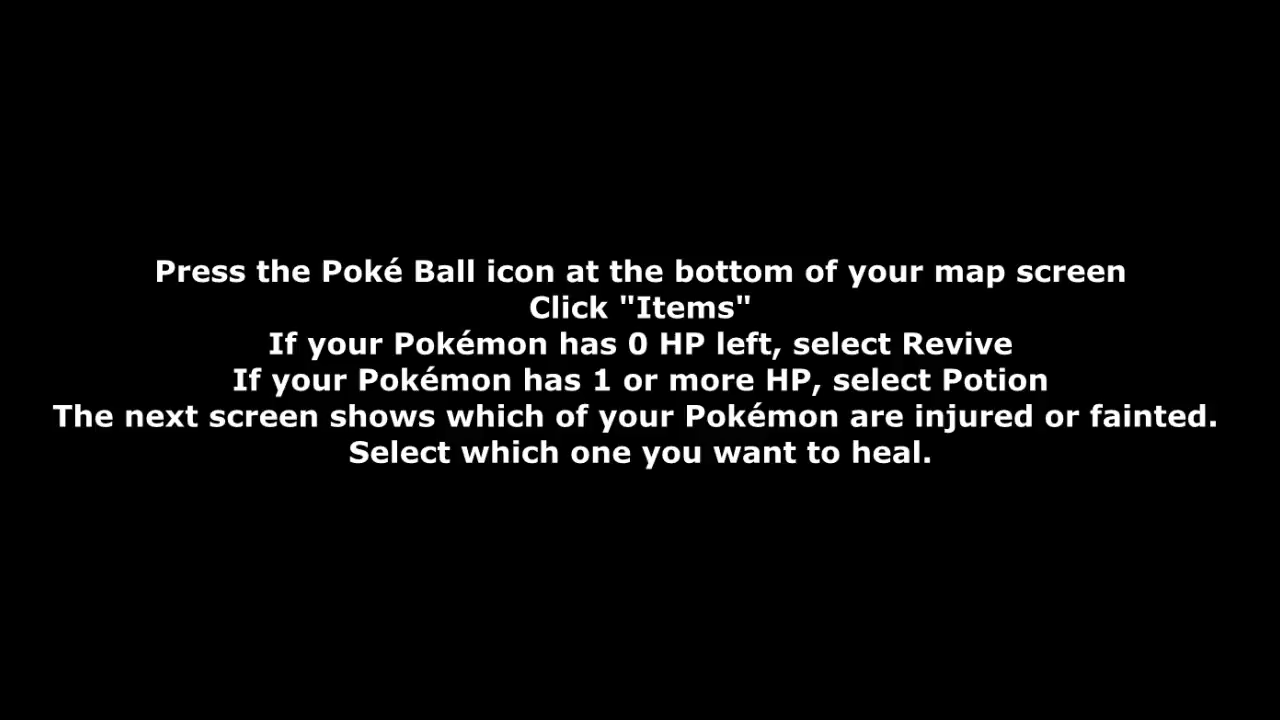 Press the Poké Ball icon at the bottom of your map screen
Click "Items"
If your Pokémon has 0 HP left, select Revive
If your Pokémon has 1 or more HP, select Potion
The next screen shows which of your Pokémon are injured or fainted.
Select which one you want to heal.